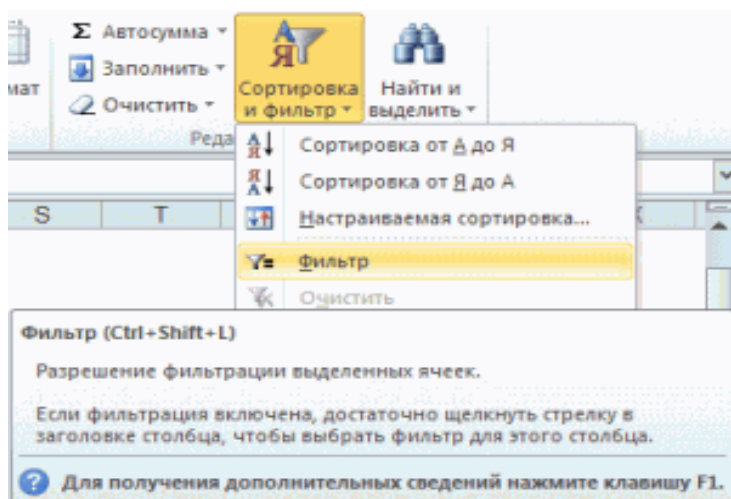 Σ Автосумма
Заполнить
Очистить
мат
Сортировка
и фильтр
Найти и
выделить
Реда
Сортировка от А до Я
Сортировка от Я до А
Настраиваемая сортировка...
S T
Фильтр
Очистить
Фильтр (Ctrl+Shift+L)
Разрешение фильтрации выделенных ячеек.
Если фильтрация включена, достаточно щелкнуть стрелку в
заголовке столбца, чтобы выбрать фильтр для этого столбца.
Для получения дополнительных сведений нажмите клавишу F1.